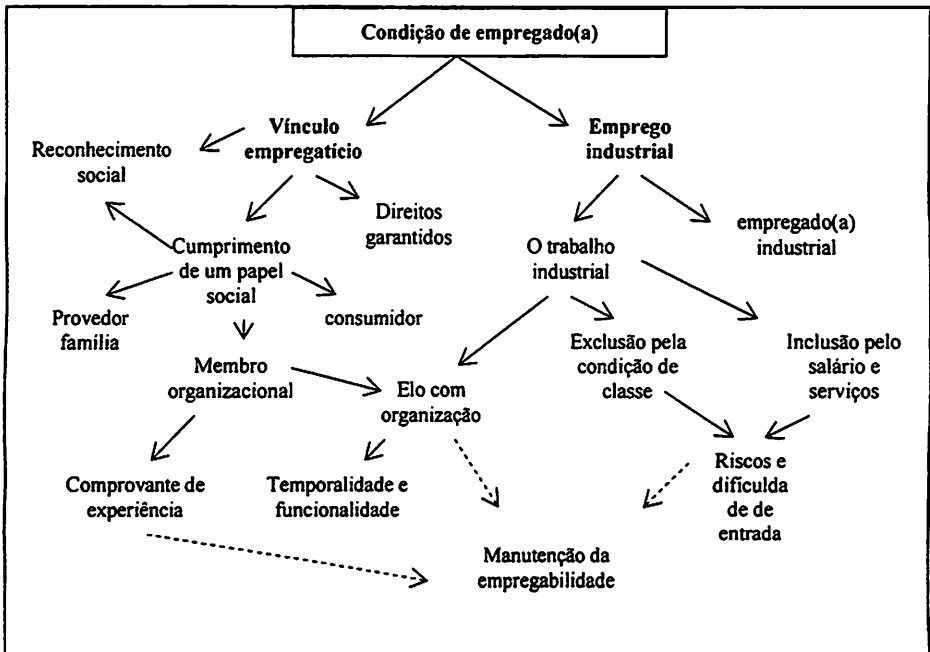 Condição de empregado(a)
Vínculo
empregatício
Emprego
industrial
Reconhecimento
social
Direitos
garantidos
empregado(a)
industrial
Cumprimento
de um papel
social
O trabalho
industrial
Provedor
família
consumidor
Membro
organizacional
Elo com
organização
Exclusão pela
condição de
classe
Inclusão pelo
salário e
serviços
Comprovante de
experiência
Temporalidade e
funcionalidade
Riscos e
dificulda
de de
entrada
Manutenção da
empregabilidade